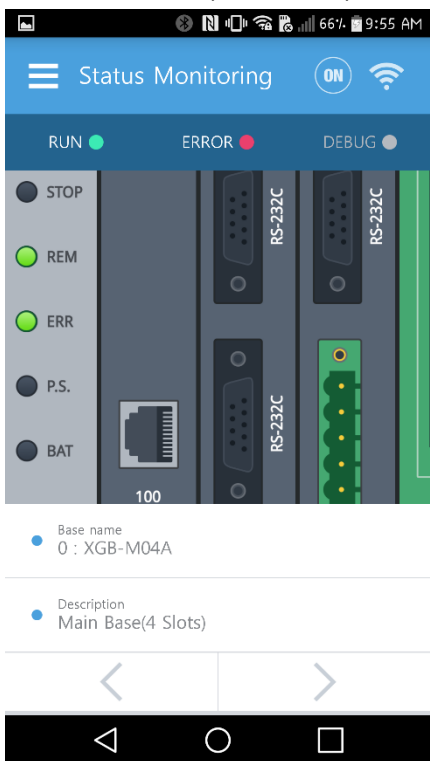 66% 9:55 AM
Status Monitoring
ON
RUN ERROR DEBUG
STOP
REM
ERR
P.S.
BAT
RS-232C
RS-232C
RS-232C
100
Base name
0 : XGB-M04A
Description
Main Base(4 Slots)